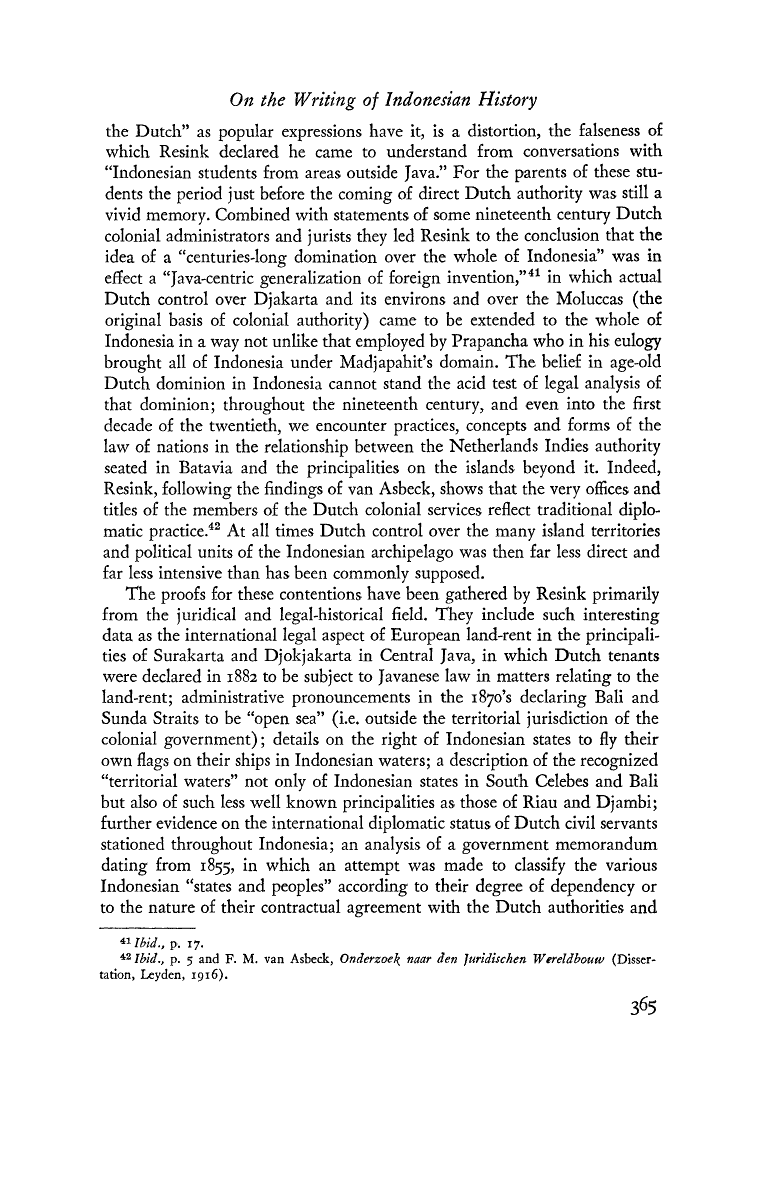 On the Writing of Indonesian History
the Dutch” as popular expressions have it, is a distortion, the falseness of
which Resink declared he came to understand from conversations with
“Indonesian students from areas outside Java.” For the parents of these stu-
dents the period just before the coming of direct Dutch authority was still a
vivid memory. Combined with statements of some nineteenth century Dutch
colonial administrators and jurists they led Resink to the conclusion that the
idea of a “centuries-long domination over the whole of Indonesia” was in
effect a “Java-centric generalization of foreign invention,”41 in which actual
Dutch control over Djakarta and its environs and over the Moluccas (the
original basis of colonial authority) came to be extended to the whole of
Indonesia in a way not unlike that employed by Prapancha who in his eulogy
brought all of Indonesia under Madjapahit’s domain. The belief in age-old
Dutch dominion in Indonesia cannot stand the acid test of legal analysis of
that dominion; throughout the nineteenth century, and even into the first
decade of the twentieth, we encounter practices, concepts and forms of the
law of nations in the relationship between the Netherlands Indies authority
seated in Batavia and the principalities on the islands beyond it. Indeed,
Resink, following the findings of van Asbeck, shows that the very offices and
titles of the members of the Dutch colonial services reflect traditional diplo-
matic practice.42 At all times Dutch control over the many island territories
and political units of the Indonesian archipelago was then far less direct and
far less intensive than has been commonly supposed.
The proofs for these contentions have been gathered by Resink primarily
from the juridical and legal-historical field. They include such interesting
data as the international legal aspect of European land-rent in the principali-
ties of Surakarta and Djokjakarta in Central Java, in which Dutch tenants
were declared in 1882 to be subject to Javanese law in matters relating to the
land-rent; administrative pronouncements in the 1870’s declaring Bali and
Sunda Straits to be “open sea” (i.e. outside the territorial jurisdiction of the
colonial government); details on the right of Indonesian states to fly their
own flags on their ships in Indonesian waters; a description of the recognized
“territorial waters” not only of Indonesian states in South Celebes and Bali
but also of such less well known principalities as those of Riau and Djambi;
further evidence on the international diplomatic status of Dutch civil servants
stationed throughout Indonesia; an analysis of a government memorandum
dating from 1855, in which an attempt was made to classify the various
Indonesian “states and peoples” according to their degree of dependency or
to the nature of their contractual agreement with the Dutch authorities and
41 Ibid., p. 17.
42 Ibid., p. 5 and F. M. van Asbeck, Onderzoek naar den Juridischen Wereldbouw (Disser-
tation, Leyden, 1916).
365